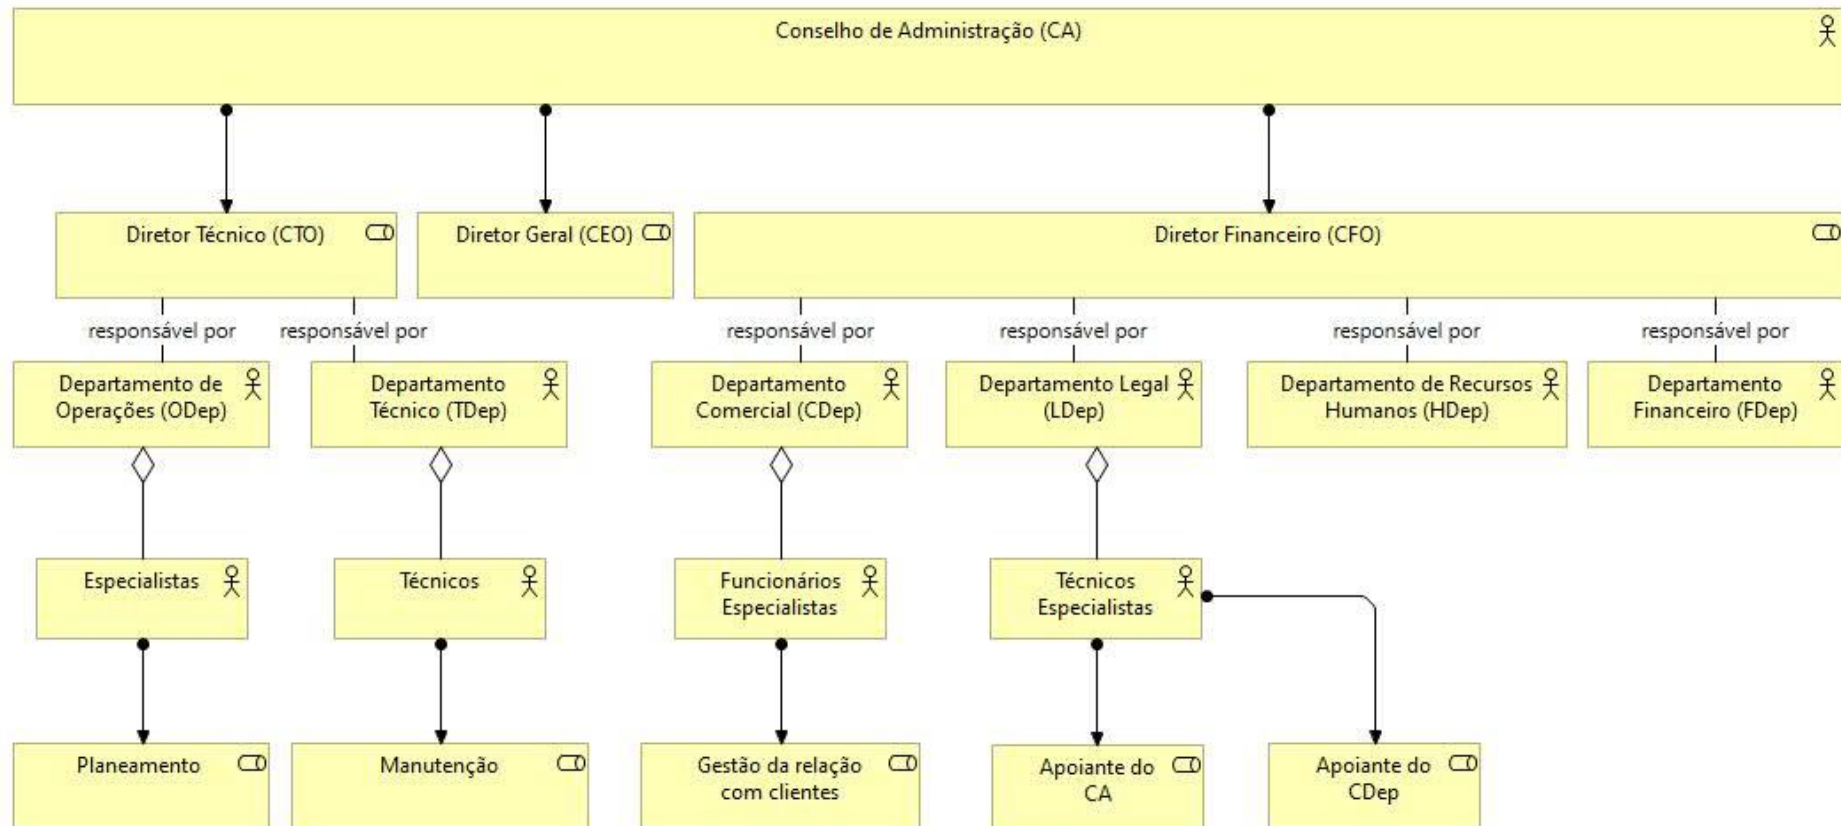 Conselho de Administração (CA)
Diretor Técnico (CTO)
Diretor Geral (CEO)
Diretor Financeiro (CFO)
responsável por
responsável por
responsável por
responsável por
responsável por
responsável por
Departamento de
Operações (ODep)
Departamento
Técnico (TDep)
Departamento
Comercial (CDep)
Departamento Legal
(LDep)
Departamento de Recursos
Humanos (HDep)
Departamento
Financeiro (FDep)
Especialistas
Técnicos
Funcionários
Especialistas
Técnicos
Especialistas
Planeamento
Manutenção
Gestão da relação
com clientes
Apoiante do
CA
Apoiante do
CDep